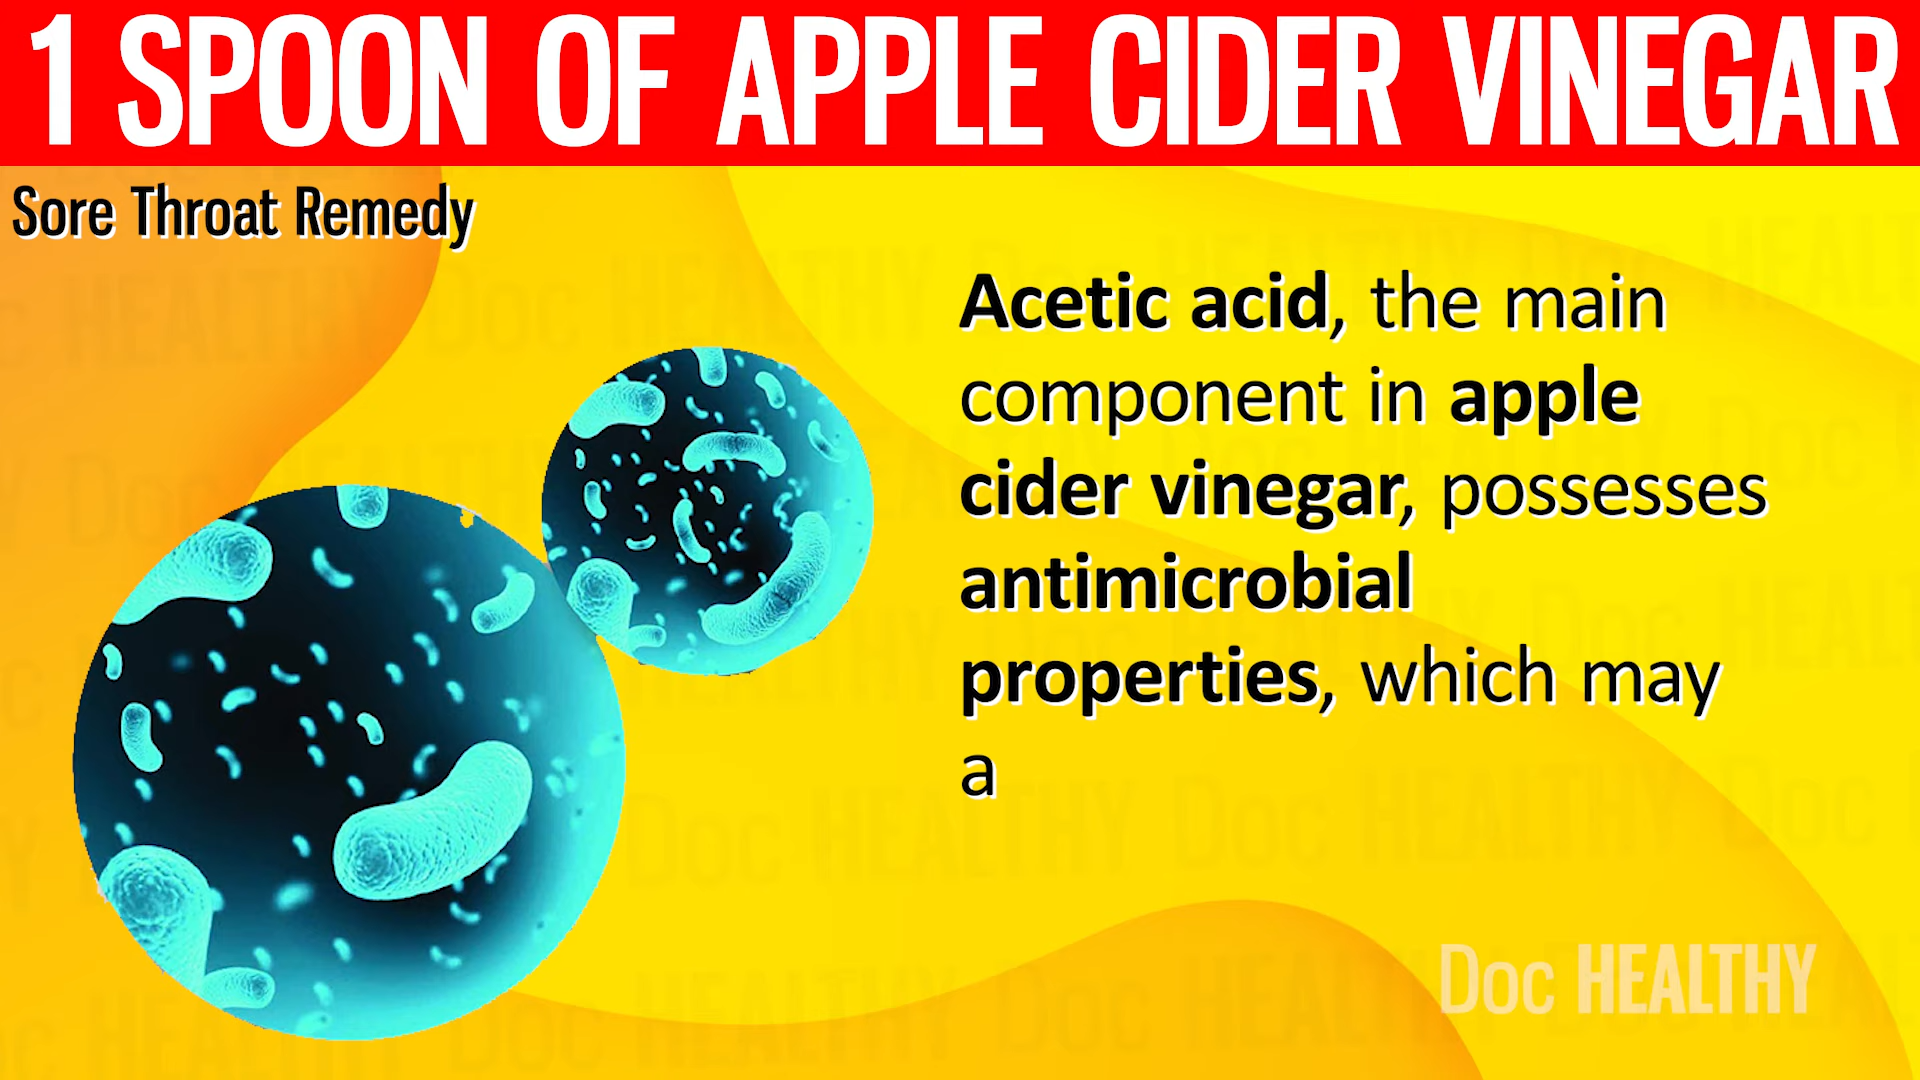 1 SPOON OF APPLE CIDER VINEGAR
Sore Throat Remedy
Acetic acid, the main
component in apple
cider vinegar, possesses
antimicrobial
properties, which may
a
Doc HEALTHY